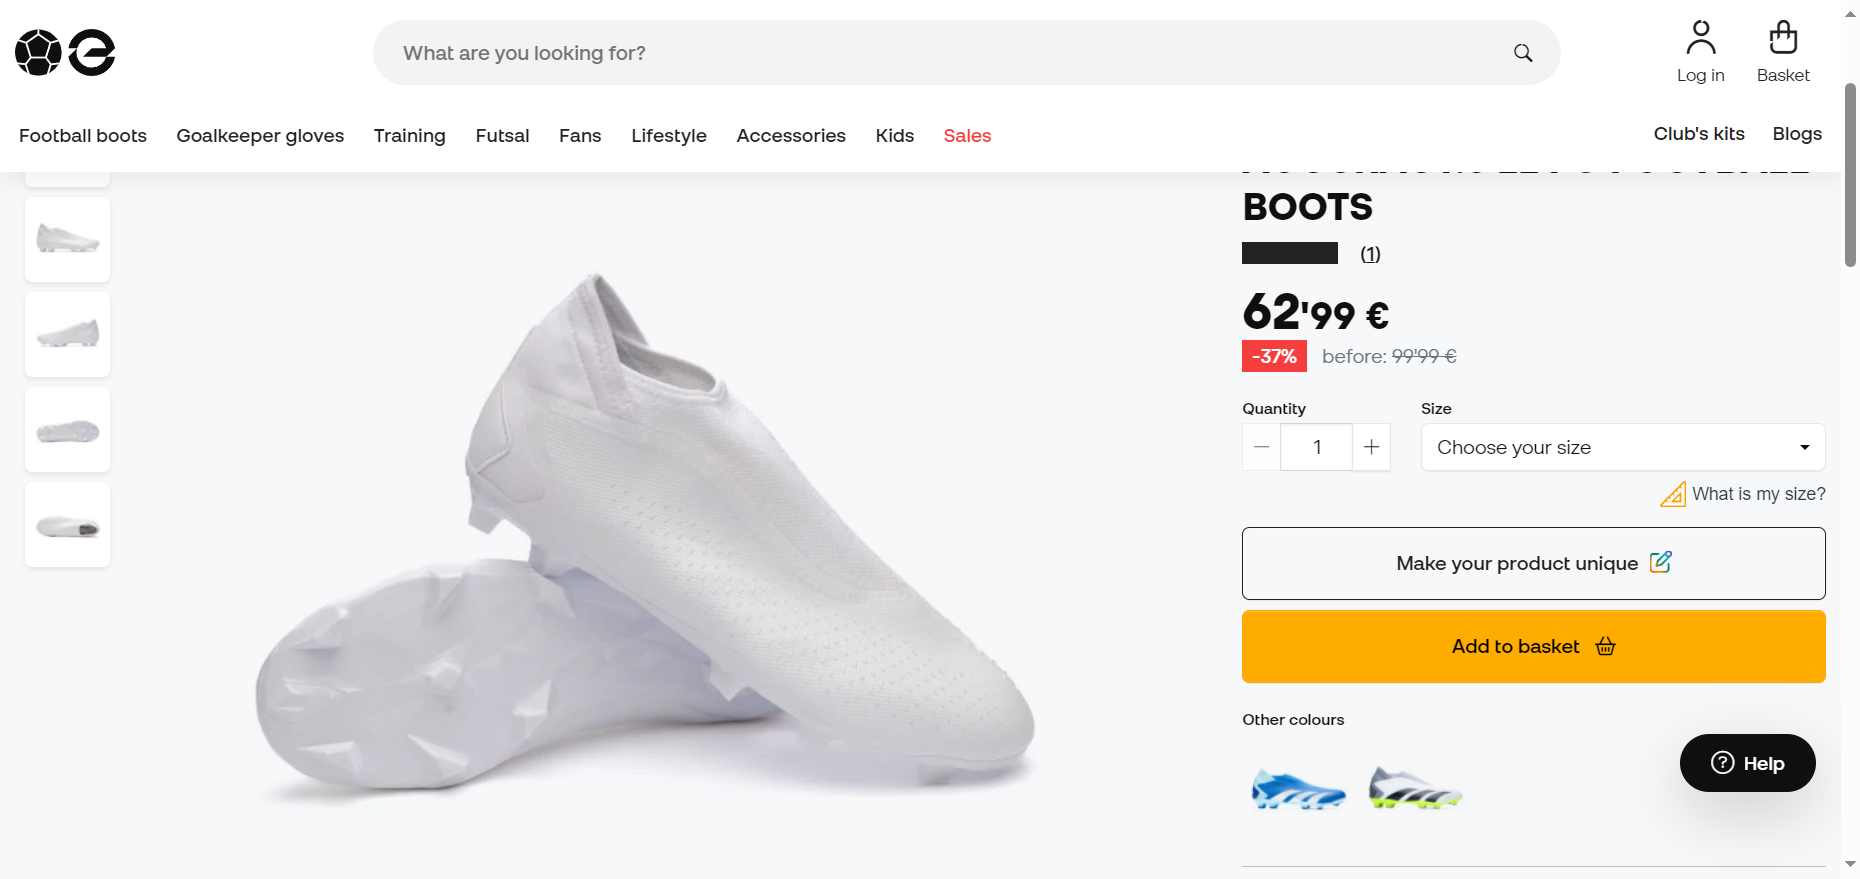 What are you looking for?
Log in
Basket
Football boots
Goalkeeper gloves
Training
Futsal
Fans
Lifestyle
Accessories
Kids
Sales
Club's kits
Blogs
BOOTS
(1)
62'99 €
-37%
before: 99'99 €
Quantity
Size
1
Choose your size
What is my size?
Make your product unique
Add to basket
Other colours
Help